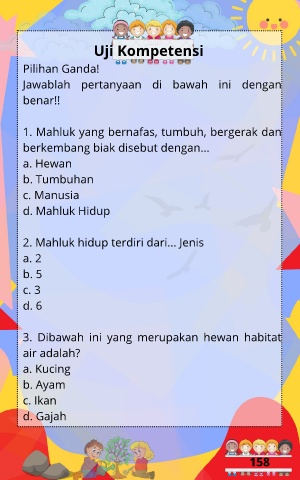 Uji Kompetensi
Pilihan Ganda!
Jawablah pertanyaan di bawah ini dengan
benar!!
1. Mahluk yang bernafas, tumbuh, bergerak dan
berkembang biak disebut dengan...
a. Hewan
b. Tumbuhan
c. Manusia
d. Mahluk Hidup
2. Mahluk hidup terdiri dari... Jenis
a. 2
b. 5
c. 3
d. 6
3. Dibawah ini yang merupakan hewan habitat
air adalah?
a. Kucing
b. Ayam
c. Ikan
d. Gajah
158